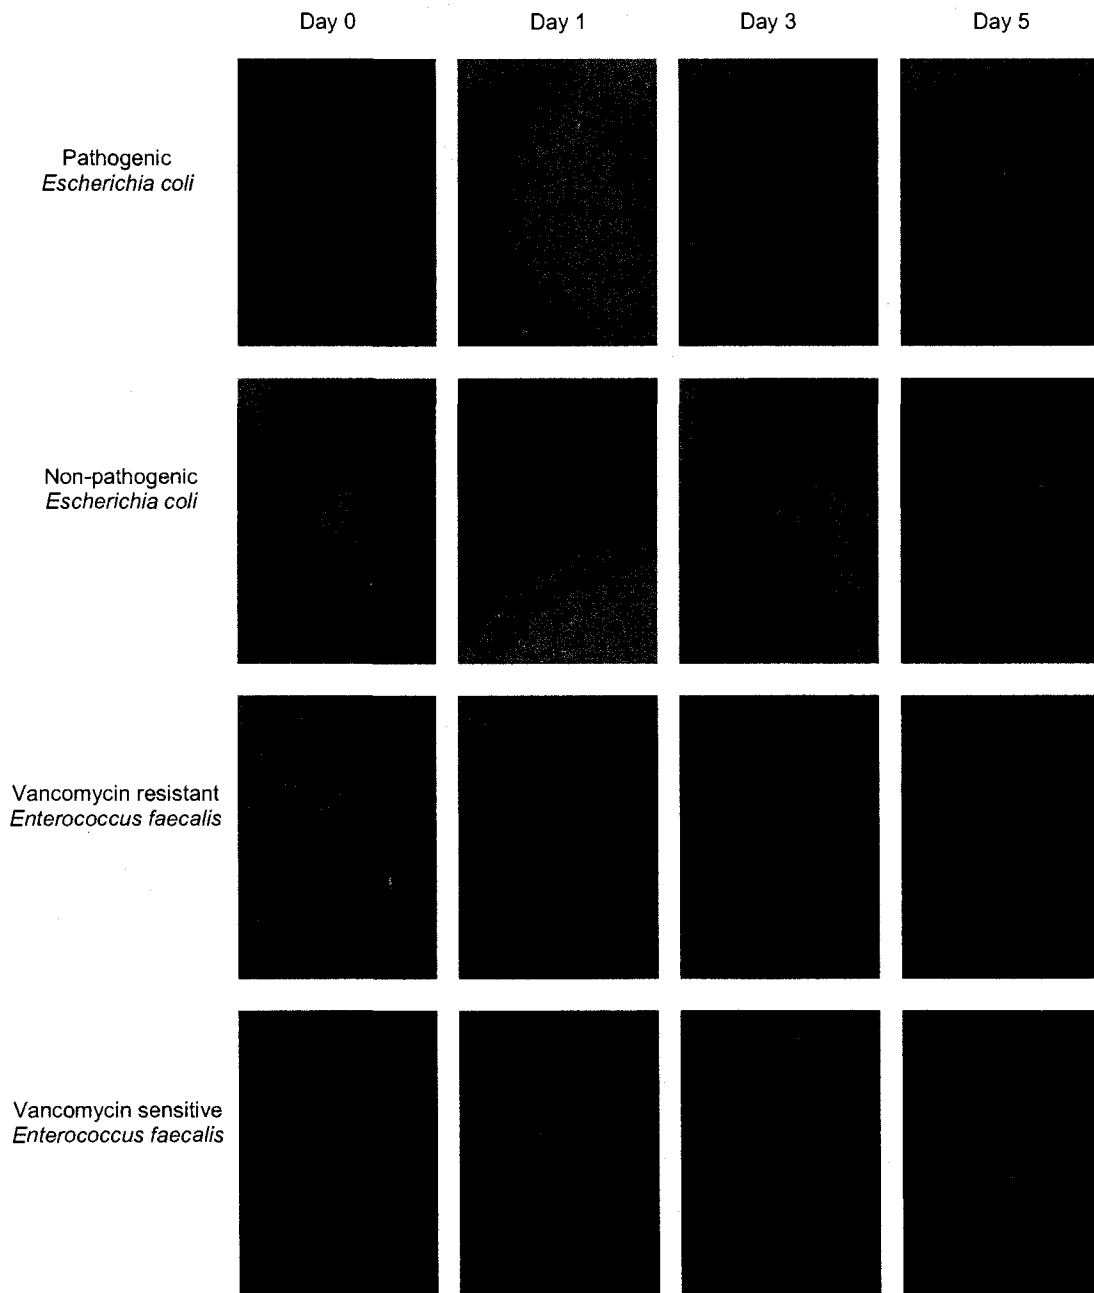 Day 0
Day 1
Day 3
Day 5
Pathogenic
Escherichia coli
Non-pathogenic
Escherichia coli
Vancomycin resistant
Enterococcus faecalis
Vancomycin sensitive
Enterococcus faecalis